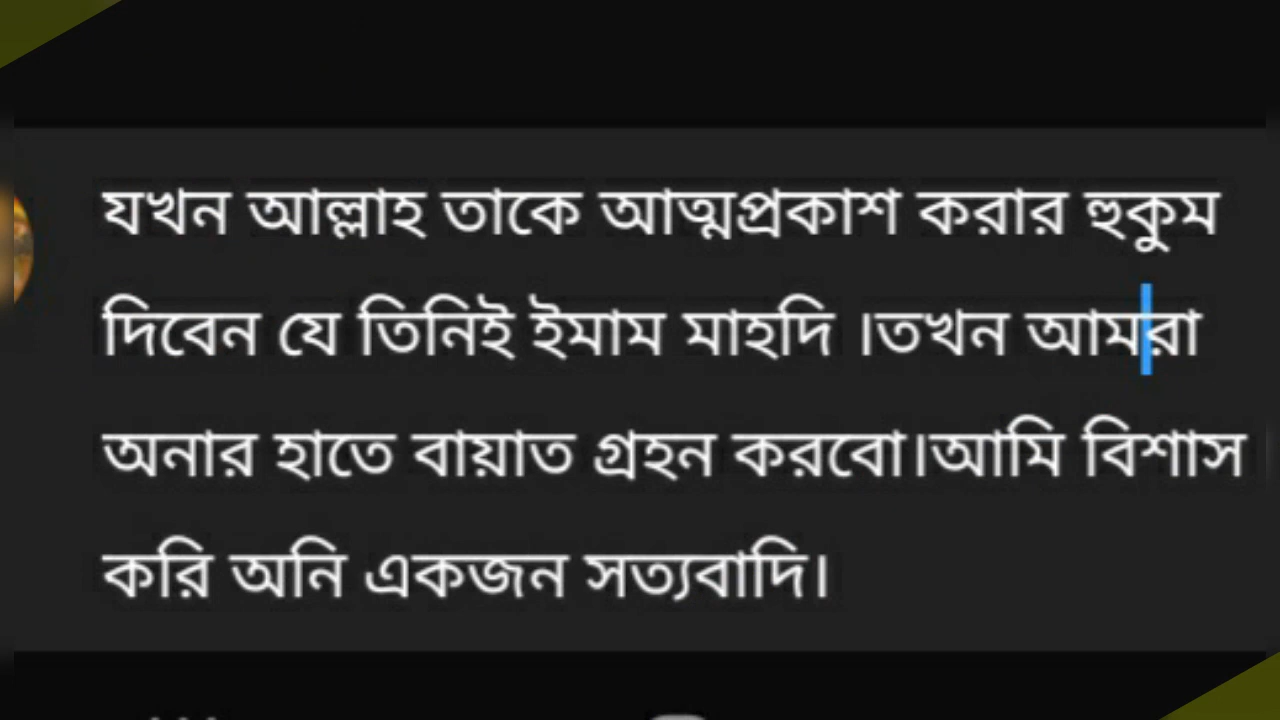 যখন আল্লাহ তাকে আত্মপ্রকাশ করার হুকুম
দিবেন যে তিনিই ইমাম মাহদি ।তখন আমরা
অনার হাতে বায়াত গ্রহন করবো।আমি বিশাস
করি অনি একজন সত্যবাদি।